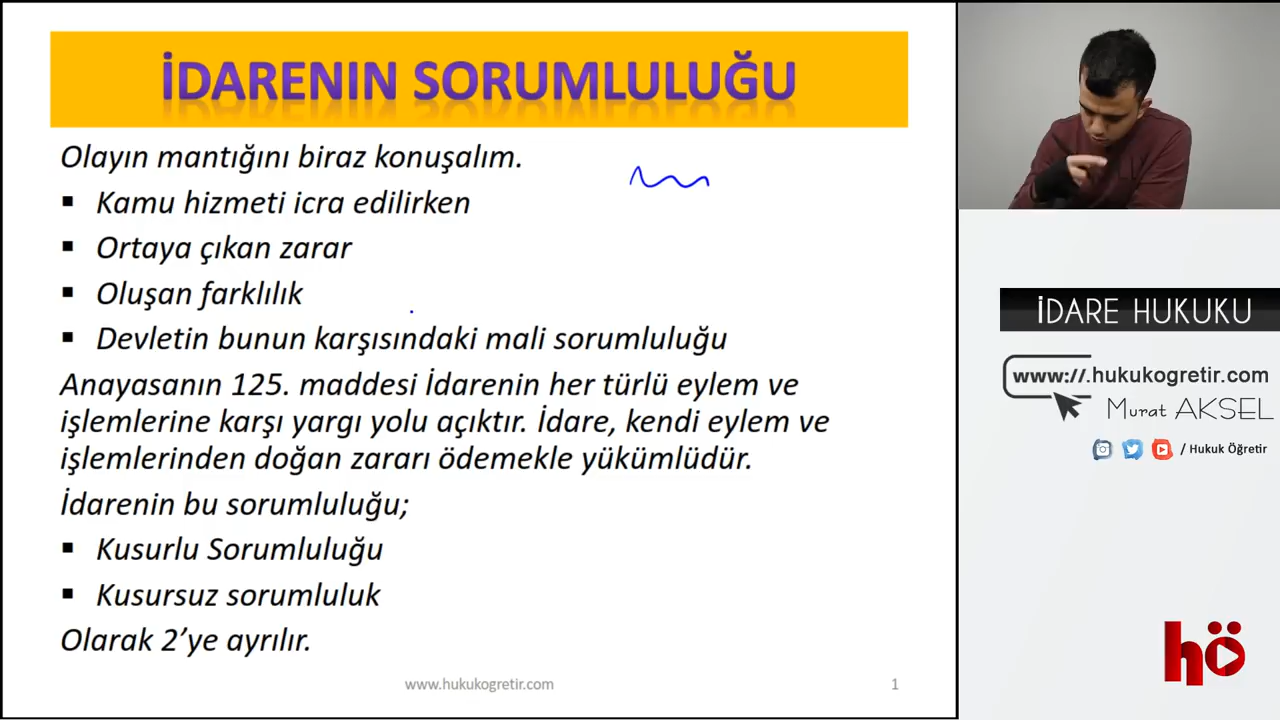 İDARENIN SORUMLULUĞU
Olayın mantığını biraz konuşalım.
▪ Kamu hizmeti icra edilirken
▪ Ortaya çıkan zarar
▪ Oluşan farklılık
▪ Devletin bunun karşısındaki mali sorumluluğu
Anayasanın 125. maddesi İdarenin her türlü eylem ve
işlemlerine karşı yargı yolu açıktır. İdare, kendi eylem ve
işlemlerinden doğan zararı ödemekle yükümlüdür.
İdarenin bu sorumluluğu;
▪ Kusurlu Sorumluluğu
▪ Kusursuz sorumluluk
Olarak 2’ye ayrılır.
www.hukukogretir.com
1
İDARE HUKUKU
www://.hukukogretir.com
Murat AKSEL
/ Hukuk Öğretir
hö